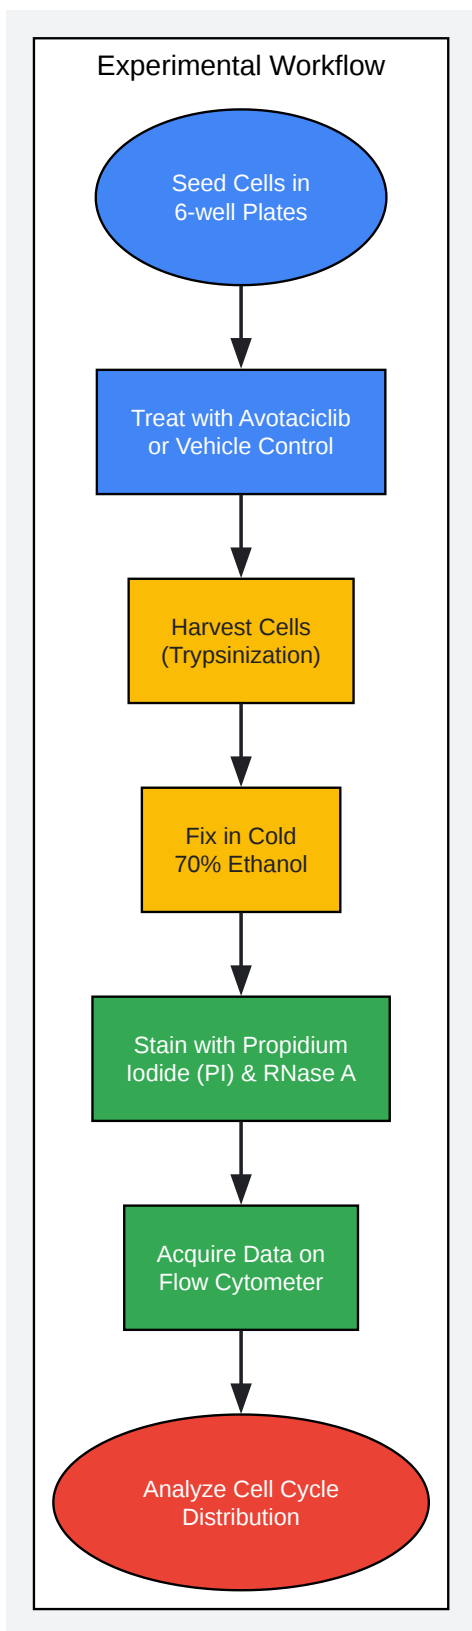 Experimental Workflow
Seed Cells in
6-well Plates
Treat with Avotaciclib
or Vehicle Control
Harvest Cells
(Trypsinization)
Fix in Cold
70% Ethanol
Stain with Propidium
Iodide (PI) & RNase A
Acquire Data on
Flow Cytometer
Analyze Cell Cycle
Distribution